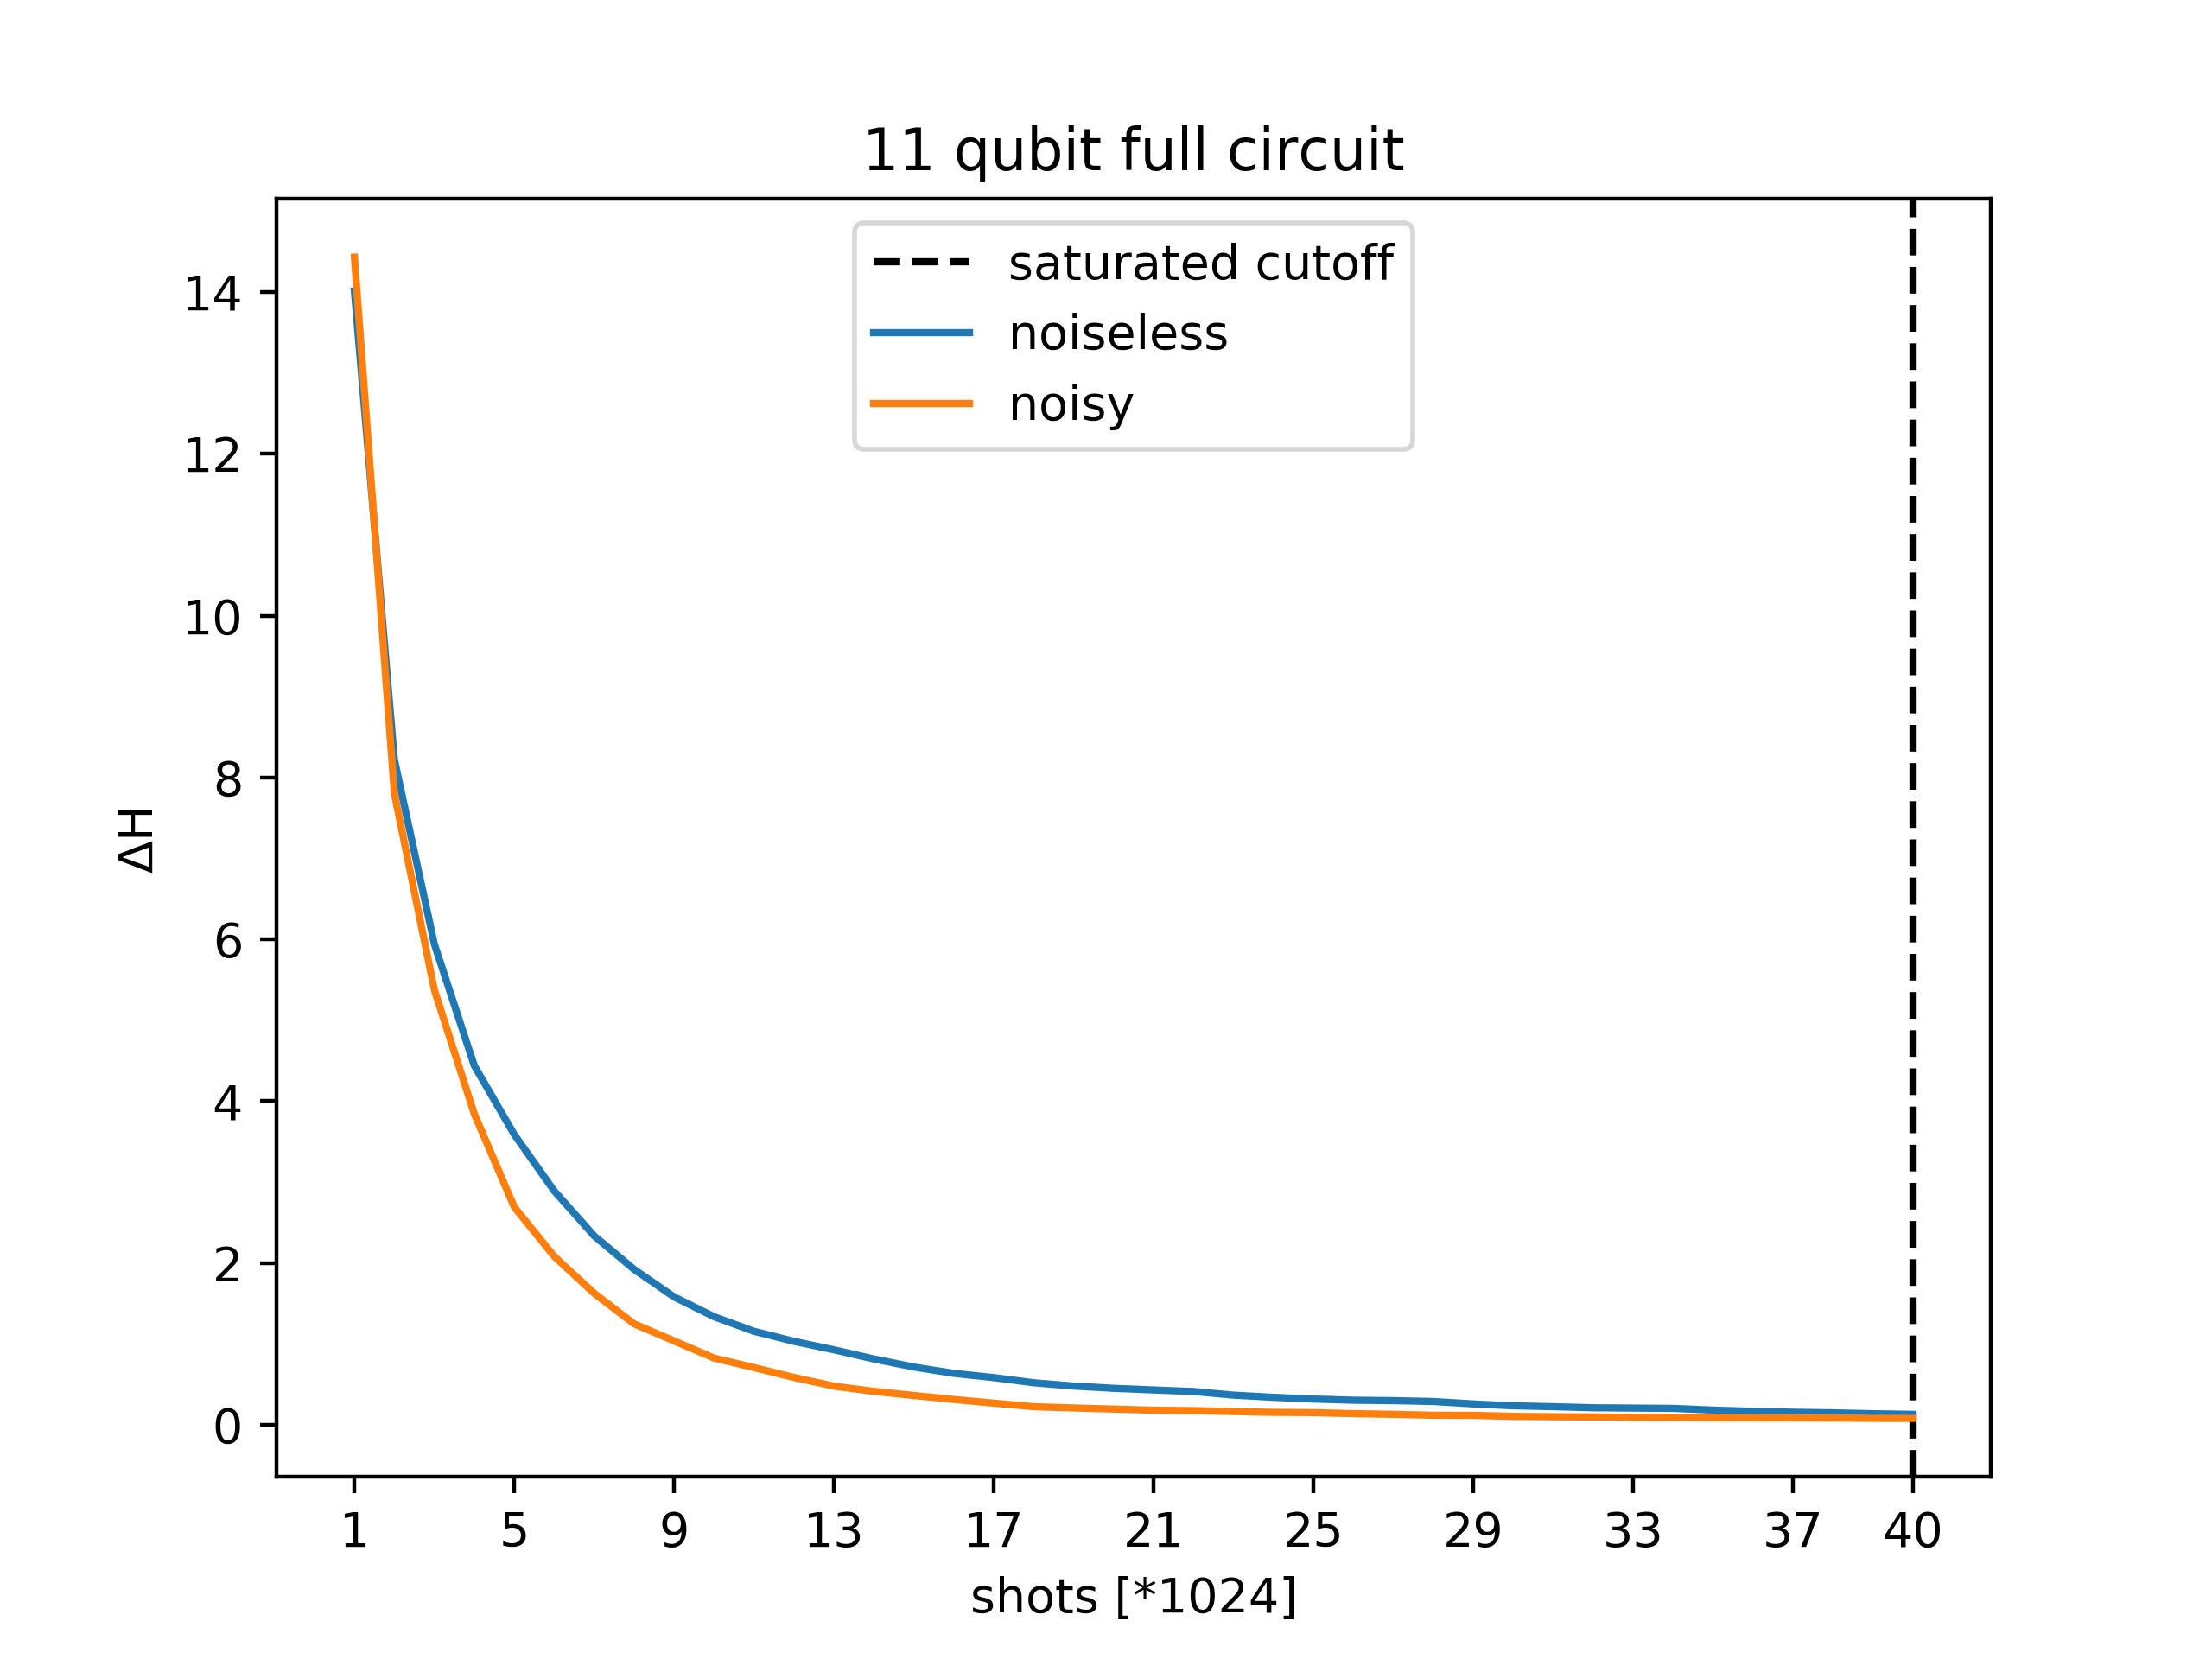 11 qubit full circuit
saturated cutoff
noiseless
noisy
14
12
10
8
6
4
2
0
ΔH
1 5 9 13 17 21 25 29 33 37 40
shots [*1024]